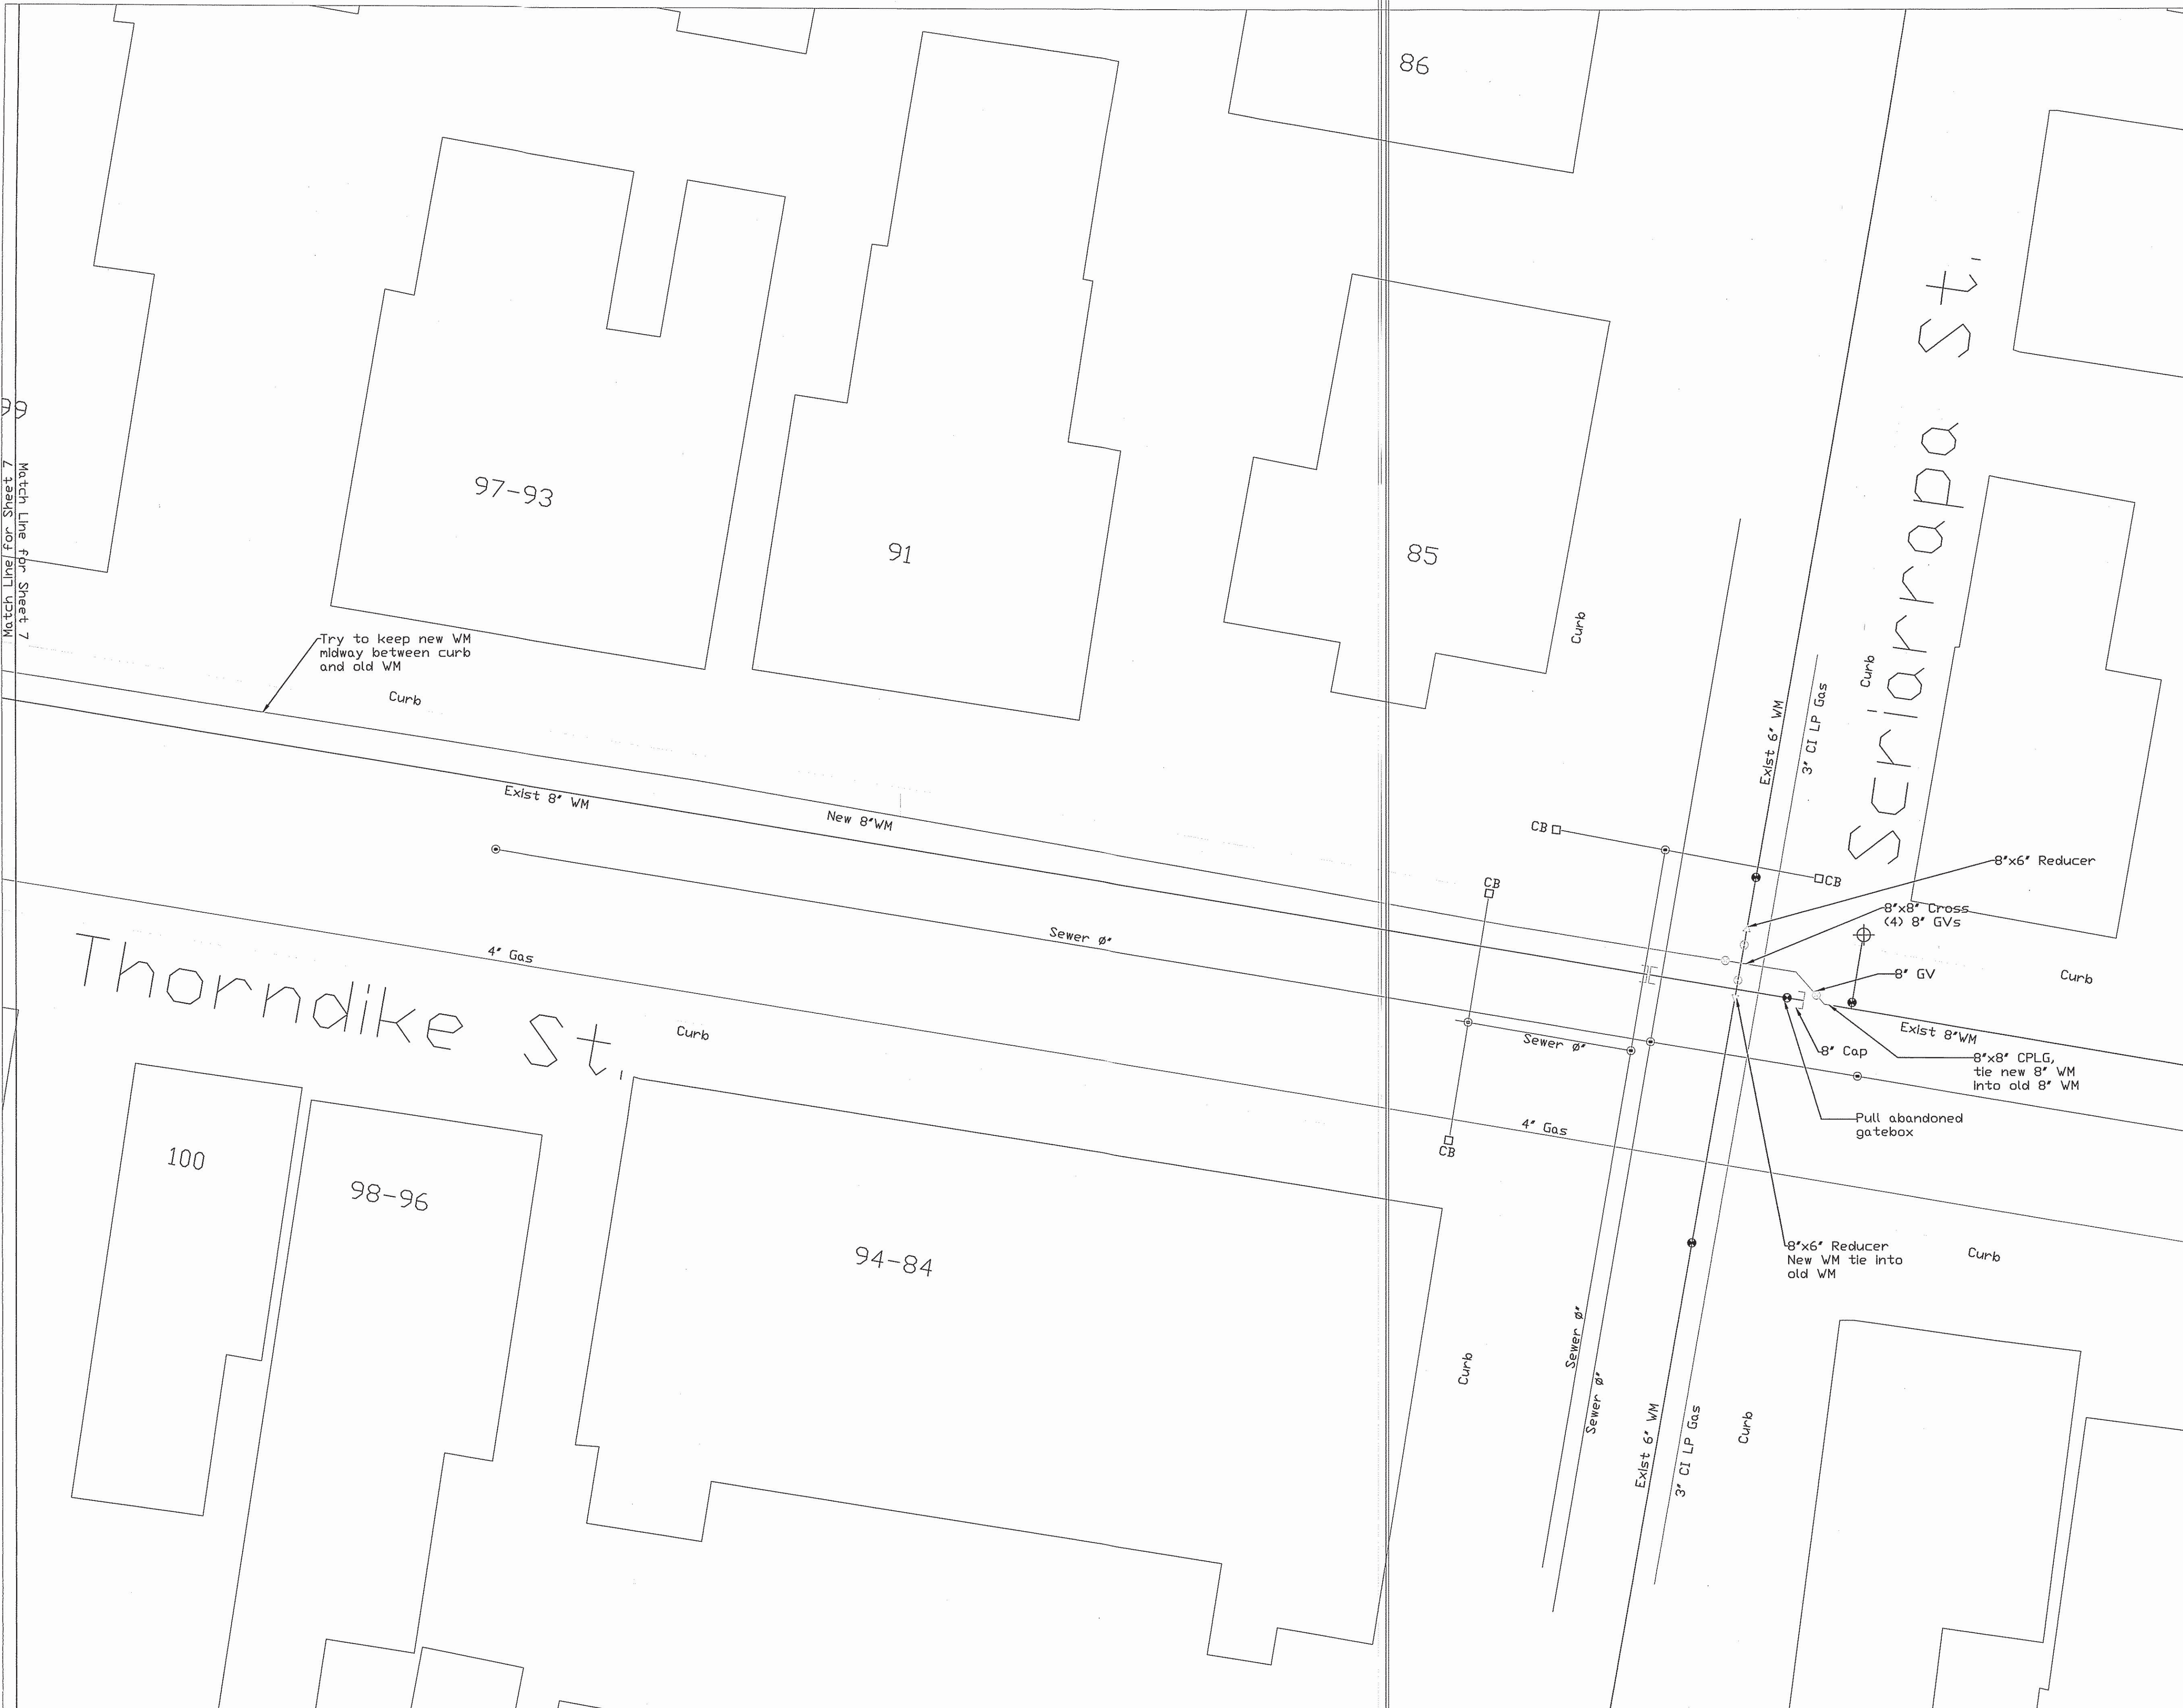 86
99
Match Line for Sheet 7
Match Line for Sheet 7
97-93
91
85
Curb
Scriarrapa St.
Curb
Try to keep new WM
midway between curb
and old WM
Curb
Exist 6" WM
3" CI LP Gas
Exist 8" WM
New 8"WM
CB
CB
CB
8"x6" Reducer
8"x8" Cross
(4) 8" GVs
8" GV
Curb
Thorndike St.
4" Gas
Sewer ø"
Curb
Sewer ø"
Exist 8"WM
8" Cap
8"x8" CPLG,
tie new 8" WM
into old 8" WM
Pull abandoned
gatebox
4" Gas
CB
100
98-96
94-84
8"x6" Reducer
New WM tie into
old WM
Curb
Sewer ø"
Sewer ø"
Curb
Exist 6" WM
3" CI LP Gas
Curb